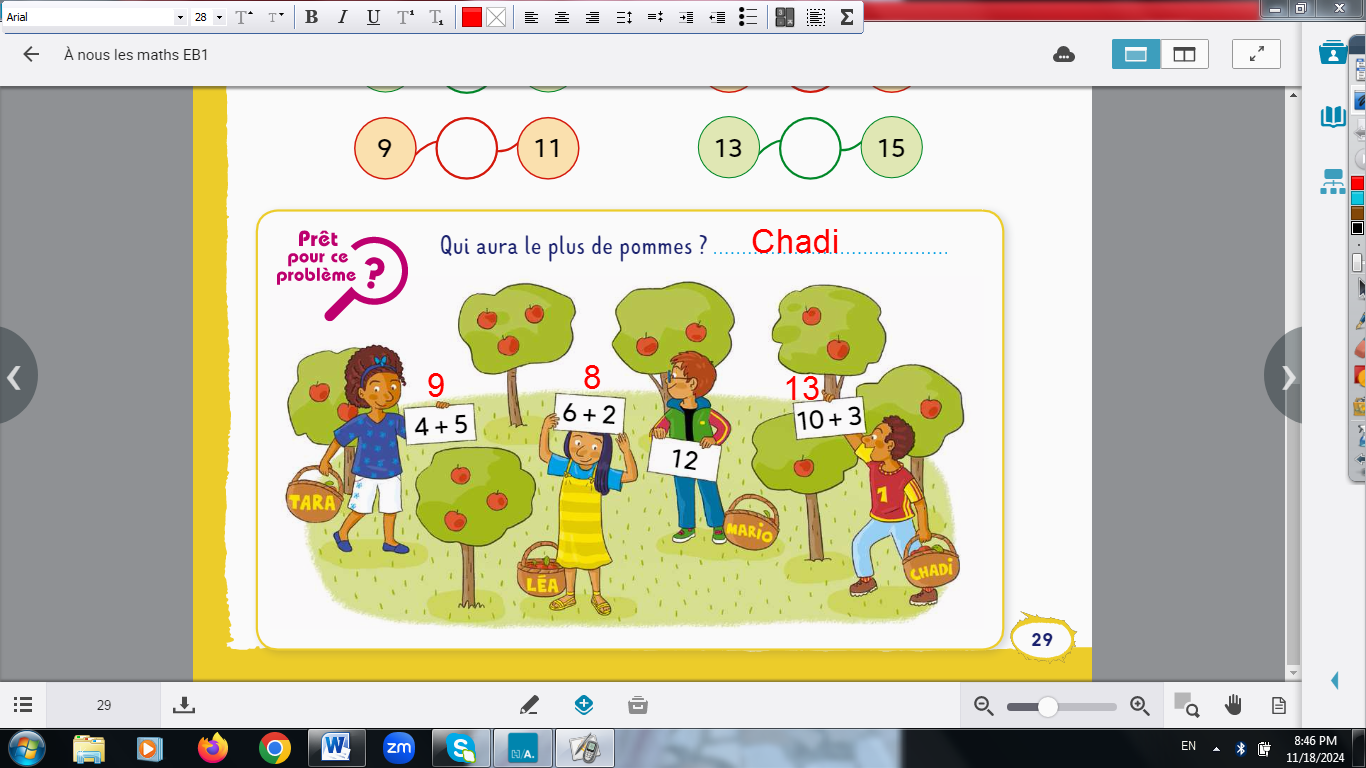 Arial 28 B I U T T Σ
À nous les maths EB1
9 11 13 15
Prêt
pour ce
problème ?
Qui aura le plus de pommes ? Chadi
9 8 13
4 + 5 6 + 2 12 10 + 3
1
TARA LÉA MARIO CHADI
29
29
W zm S N/A.
EN 8:46 PM
11/18/2024